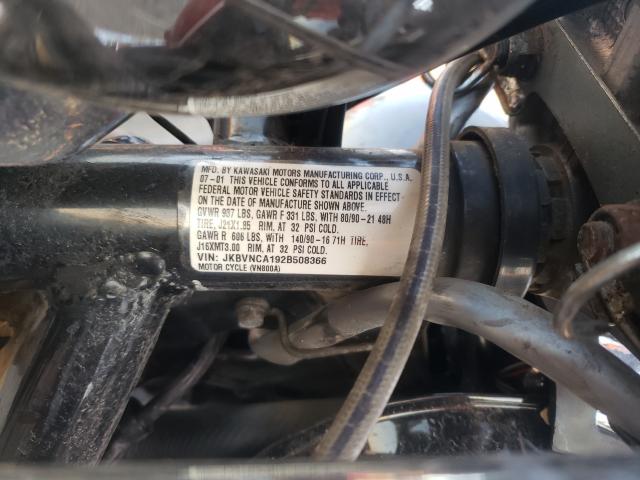 MFD. BY KAWASAKI MOTORS MANUFACTURING CORP., U.S.A.
07-01 THIS VEHICLE CONFORMS TO ALL APPLICABLE
FEDERAL MOTOR VEHICLE SAFETY STANDARDS IN EFFECT
ON THE DATE OF MANUFACTURE SHOWN ABOVE.
GVWR 937 LBS, GAWR F 331 LBS, WITH 80/90-21 48H
TIRE, J21X1.85 RIM, AT 32 PSI COLD.
GAWR R 606 LBS, WITH 140/90-16 71H TIRE,
J16XMT3.00 RIM, AT 32 PSI COLD.
VIN: JKBVNCA192B508366
MOTOR CYCLE (VN800A)